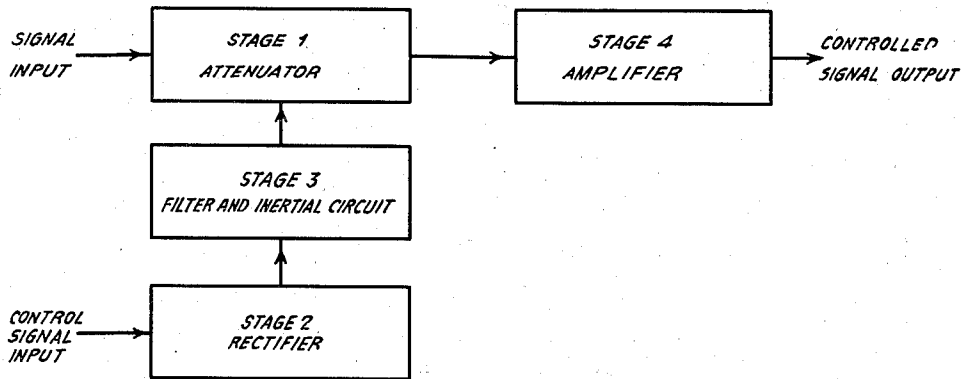 SIGNAL
INPUT
STAGE 1
ATTENUATOR
STAGE 4
AMPLIFIER
CONTROLLED
SIGNAL OUTPUT
STAGE 3
FILTER AND INERTIAL CIRCUIT
CONTROL
SIGNAL
INPUT
STAGE 2
RECTIFIER